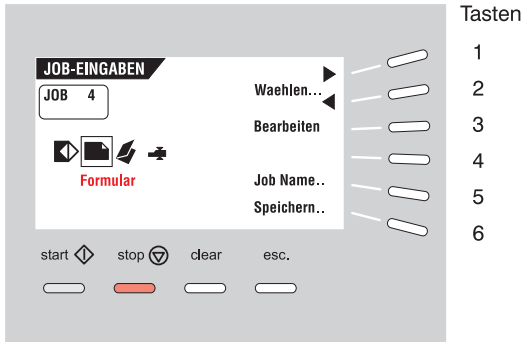 Tasten
1
JOB-EINGABEN
Waehlen...
2
JOB 4
Bearbeiten
3
4
Formular
Job Name..
5
Speichern..
6
start stop clear esc.